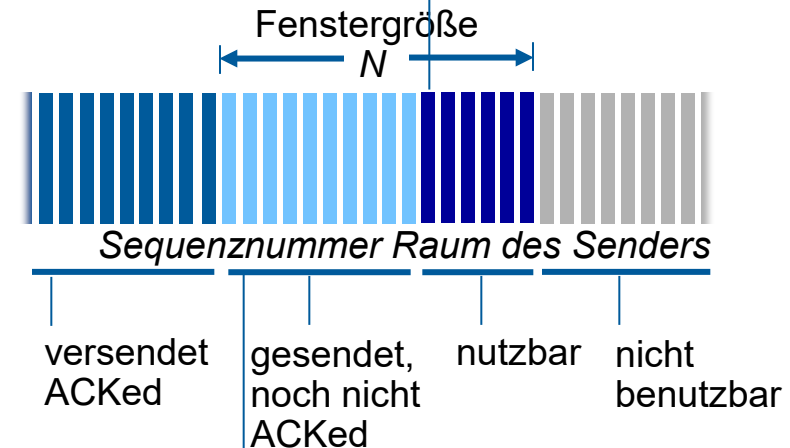 Fenstergröße
N
Sequenznummer Raum des Senders
versendet
ACKed
gesendet,
noch nicht
ACKed
nutzbar
nicht
benutzbar